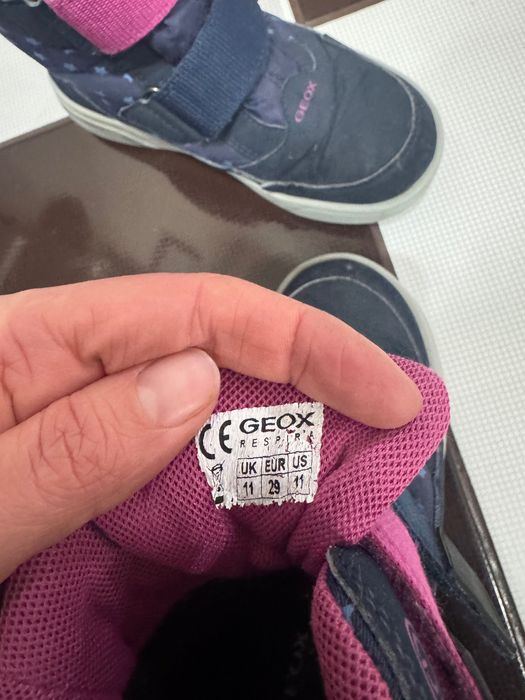 GEOX
CE GEOX
RESPIRA
UK EUR US
11 29 11